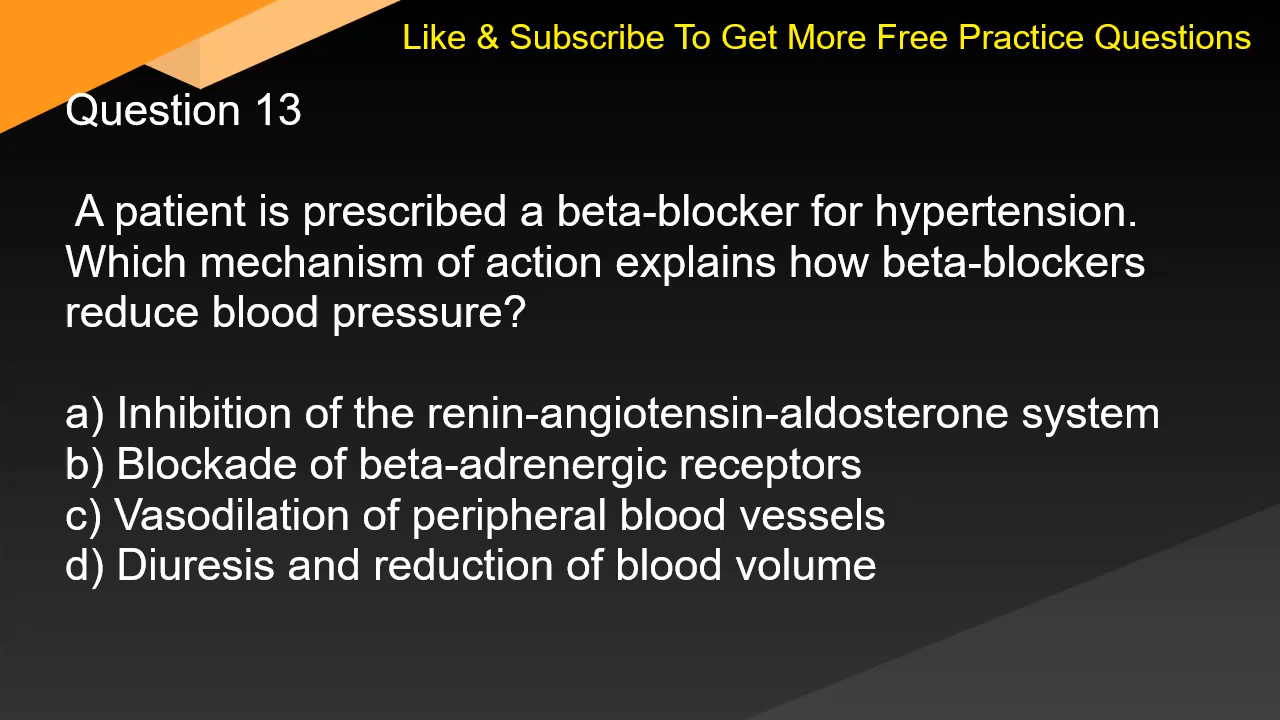 Like & Subscribe To Get More Free Practice Questions
Question 13
A patient is prescribed a beta-blocker for hypertension.
Which mechanism of action explains how beta-blockers
reduce blood pressure?
a) Inhibition of the renin-angiotensin-aldosterone system
b) Blockade of beta-adrenergic receptors
c) Vasodilation of peripheral blood vessels
d) Diuresis and reduction of blood volume